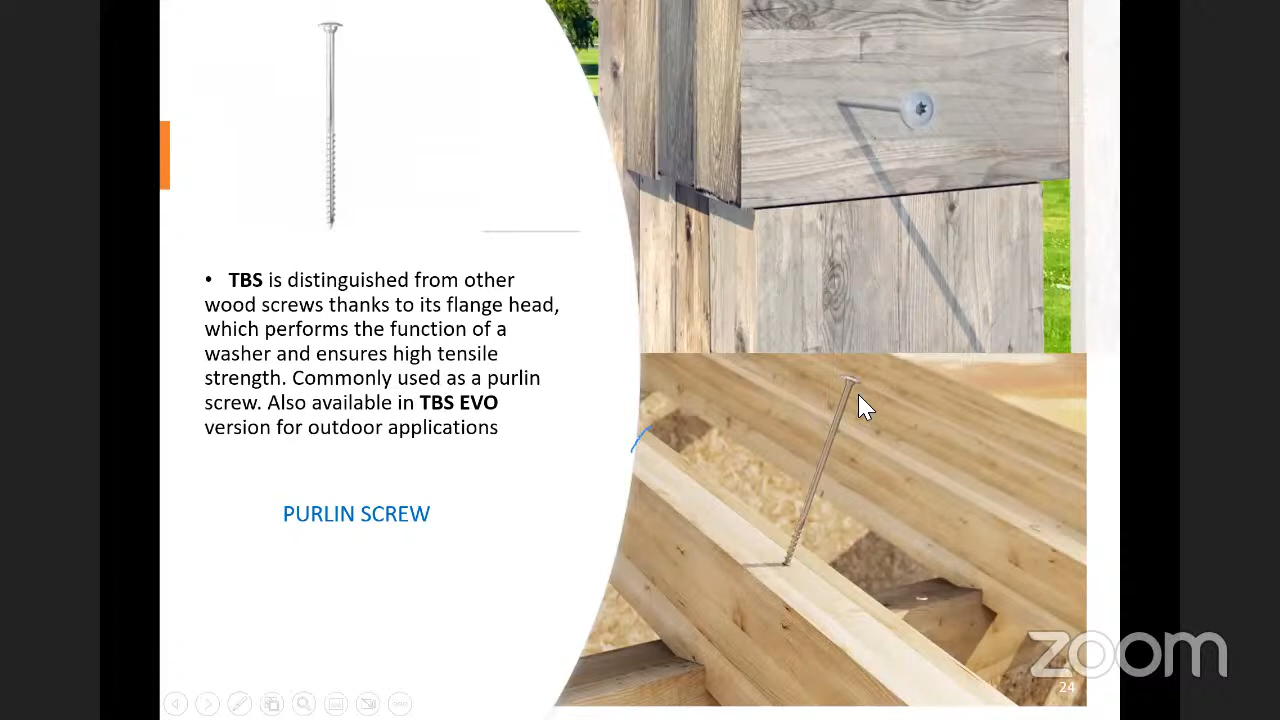 • TBS is distinguished from other
wood screws thanks to its flange head,
which performs the function of a
washer and ensures high tensile
strength. Commonly used as a purlin
screw. Also available in TBS EVO
version for outdoor applications
PURLIN SCREW
zoom
24